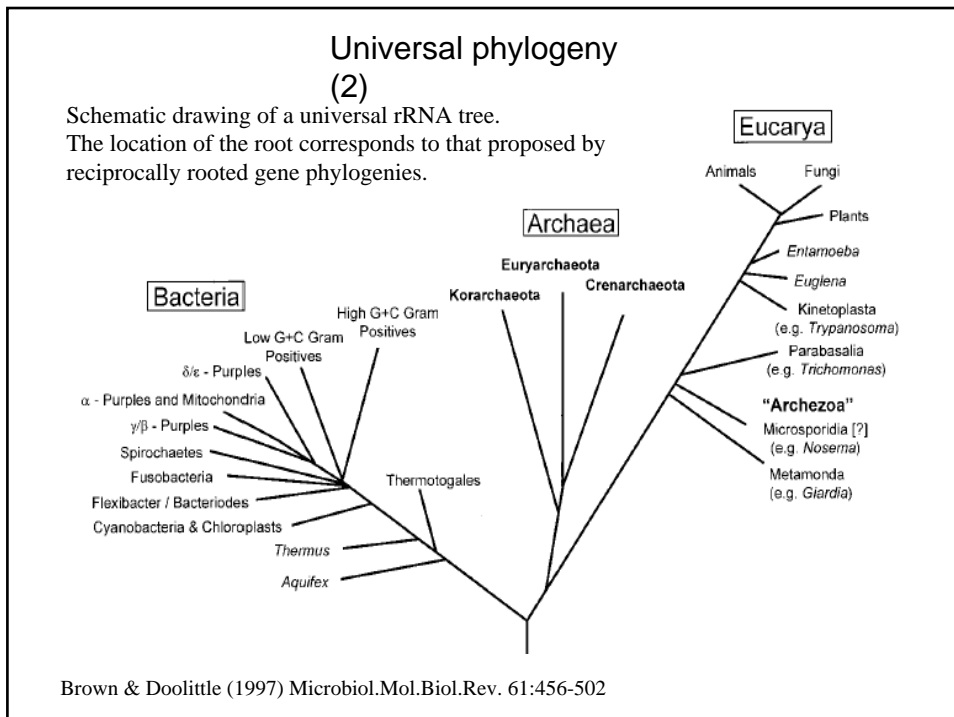 Universal phylogeny
(2)
Schematic drawing of a universal rRNA tree.
The location of the root corresponds to that proposed by
reciprocally rooted gene phylogenies.
Eucarya
Animals
Fungi
Plants
Entamoeba
Euglena
Kinetoplasta
(e.g. Trypanosoma)
Parabasalia
(e.g. Trichomonas)
"Archezoa"
Microsporidia [?]
(e.g. Nosema)
Metamonda
(e.g. Giardia)
Archaea
Euryarchaeota
Korarchaeota
Crenarchaeota
Bacteria
High G+C Gram
Positives
Low G+C Gram
Positives
δ/ε - Purples
α - Purples and Mitochondria
γ/β - Purples
Spirochaetes
Fusobacteria
Flexibacter / Bacteriodes
Cyanobacteria & Chloroplasts
Thermotogales
Thermus
Aquifex
Brown & Doolittle (1997) Microbiol.Mol.Biol.Rev. 61:456-502